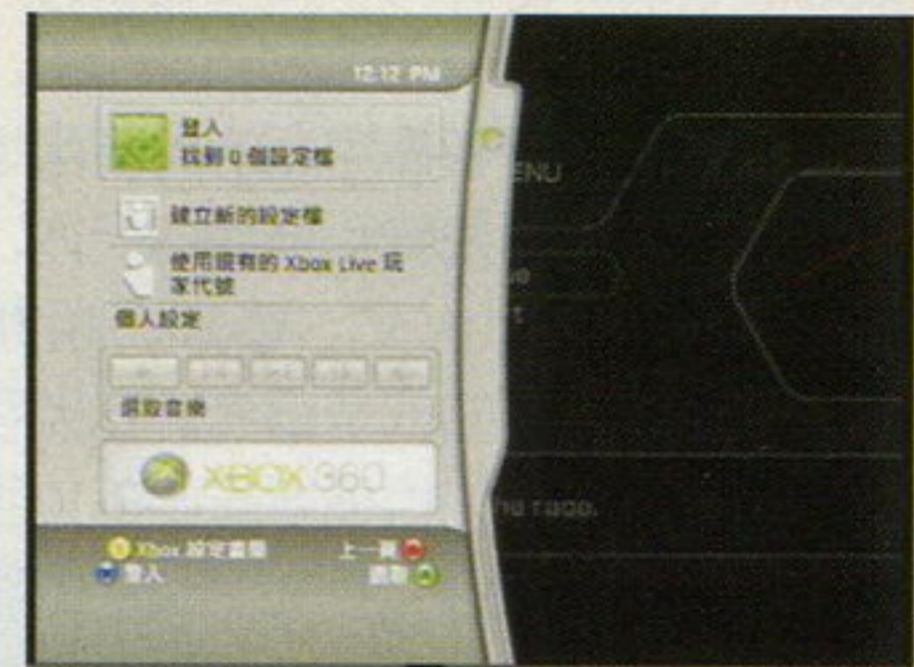 12:12 PM
登入
找到 0 個設定檔
建立新的設定檔
使用現有的 Xbox Live 玩
家代號
個人設定
選取音樂
XBOX 360
Xbox 設定畫面
上一頁
登入
選取
ENU